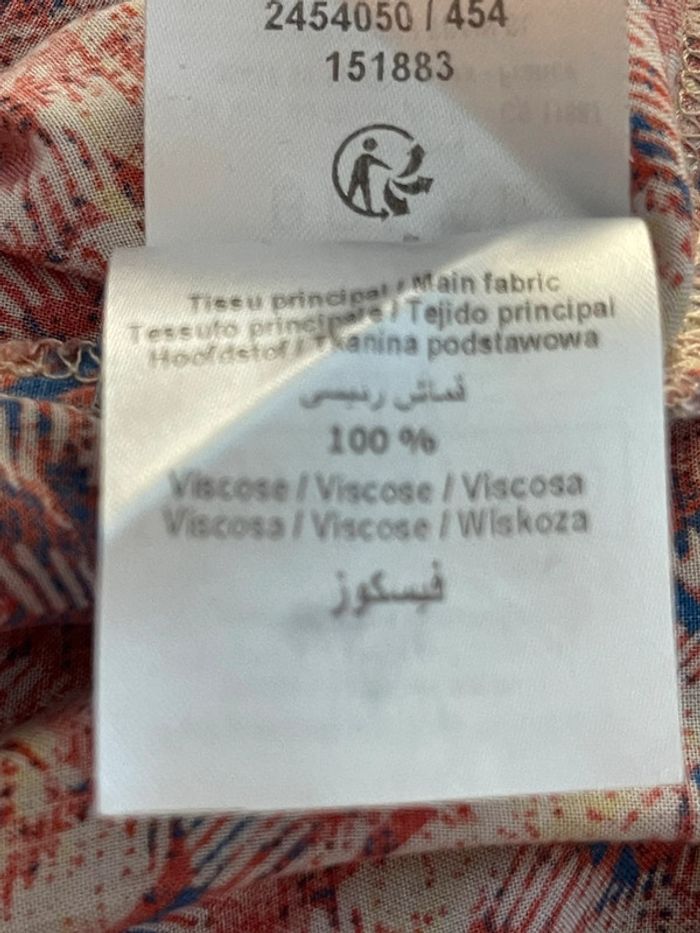 2454050 / 454
151883
Tissu principal / Main fabric
Tessuto principale / Tejido principal
Hoofdstof / Tkanina podstawowa
قماش رئيسي
100 %
Viscose / Viscose / Viscosa
Viscosa / Viscose / Wiskoza
فيسكوز